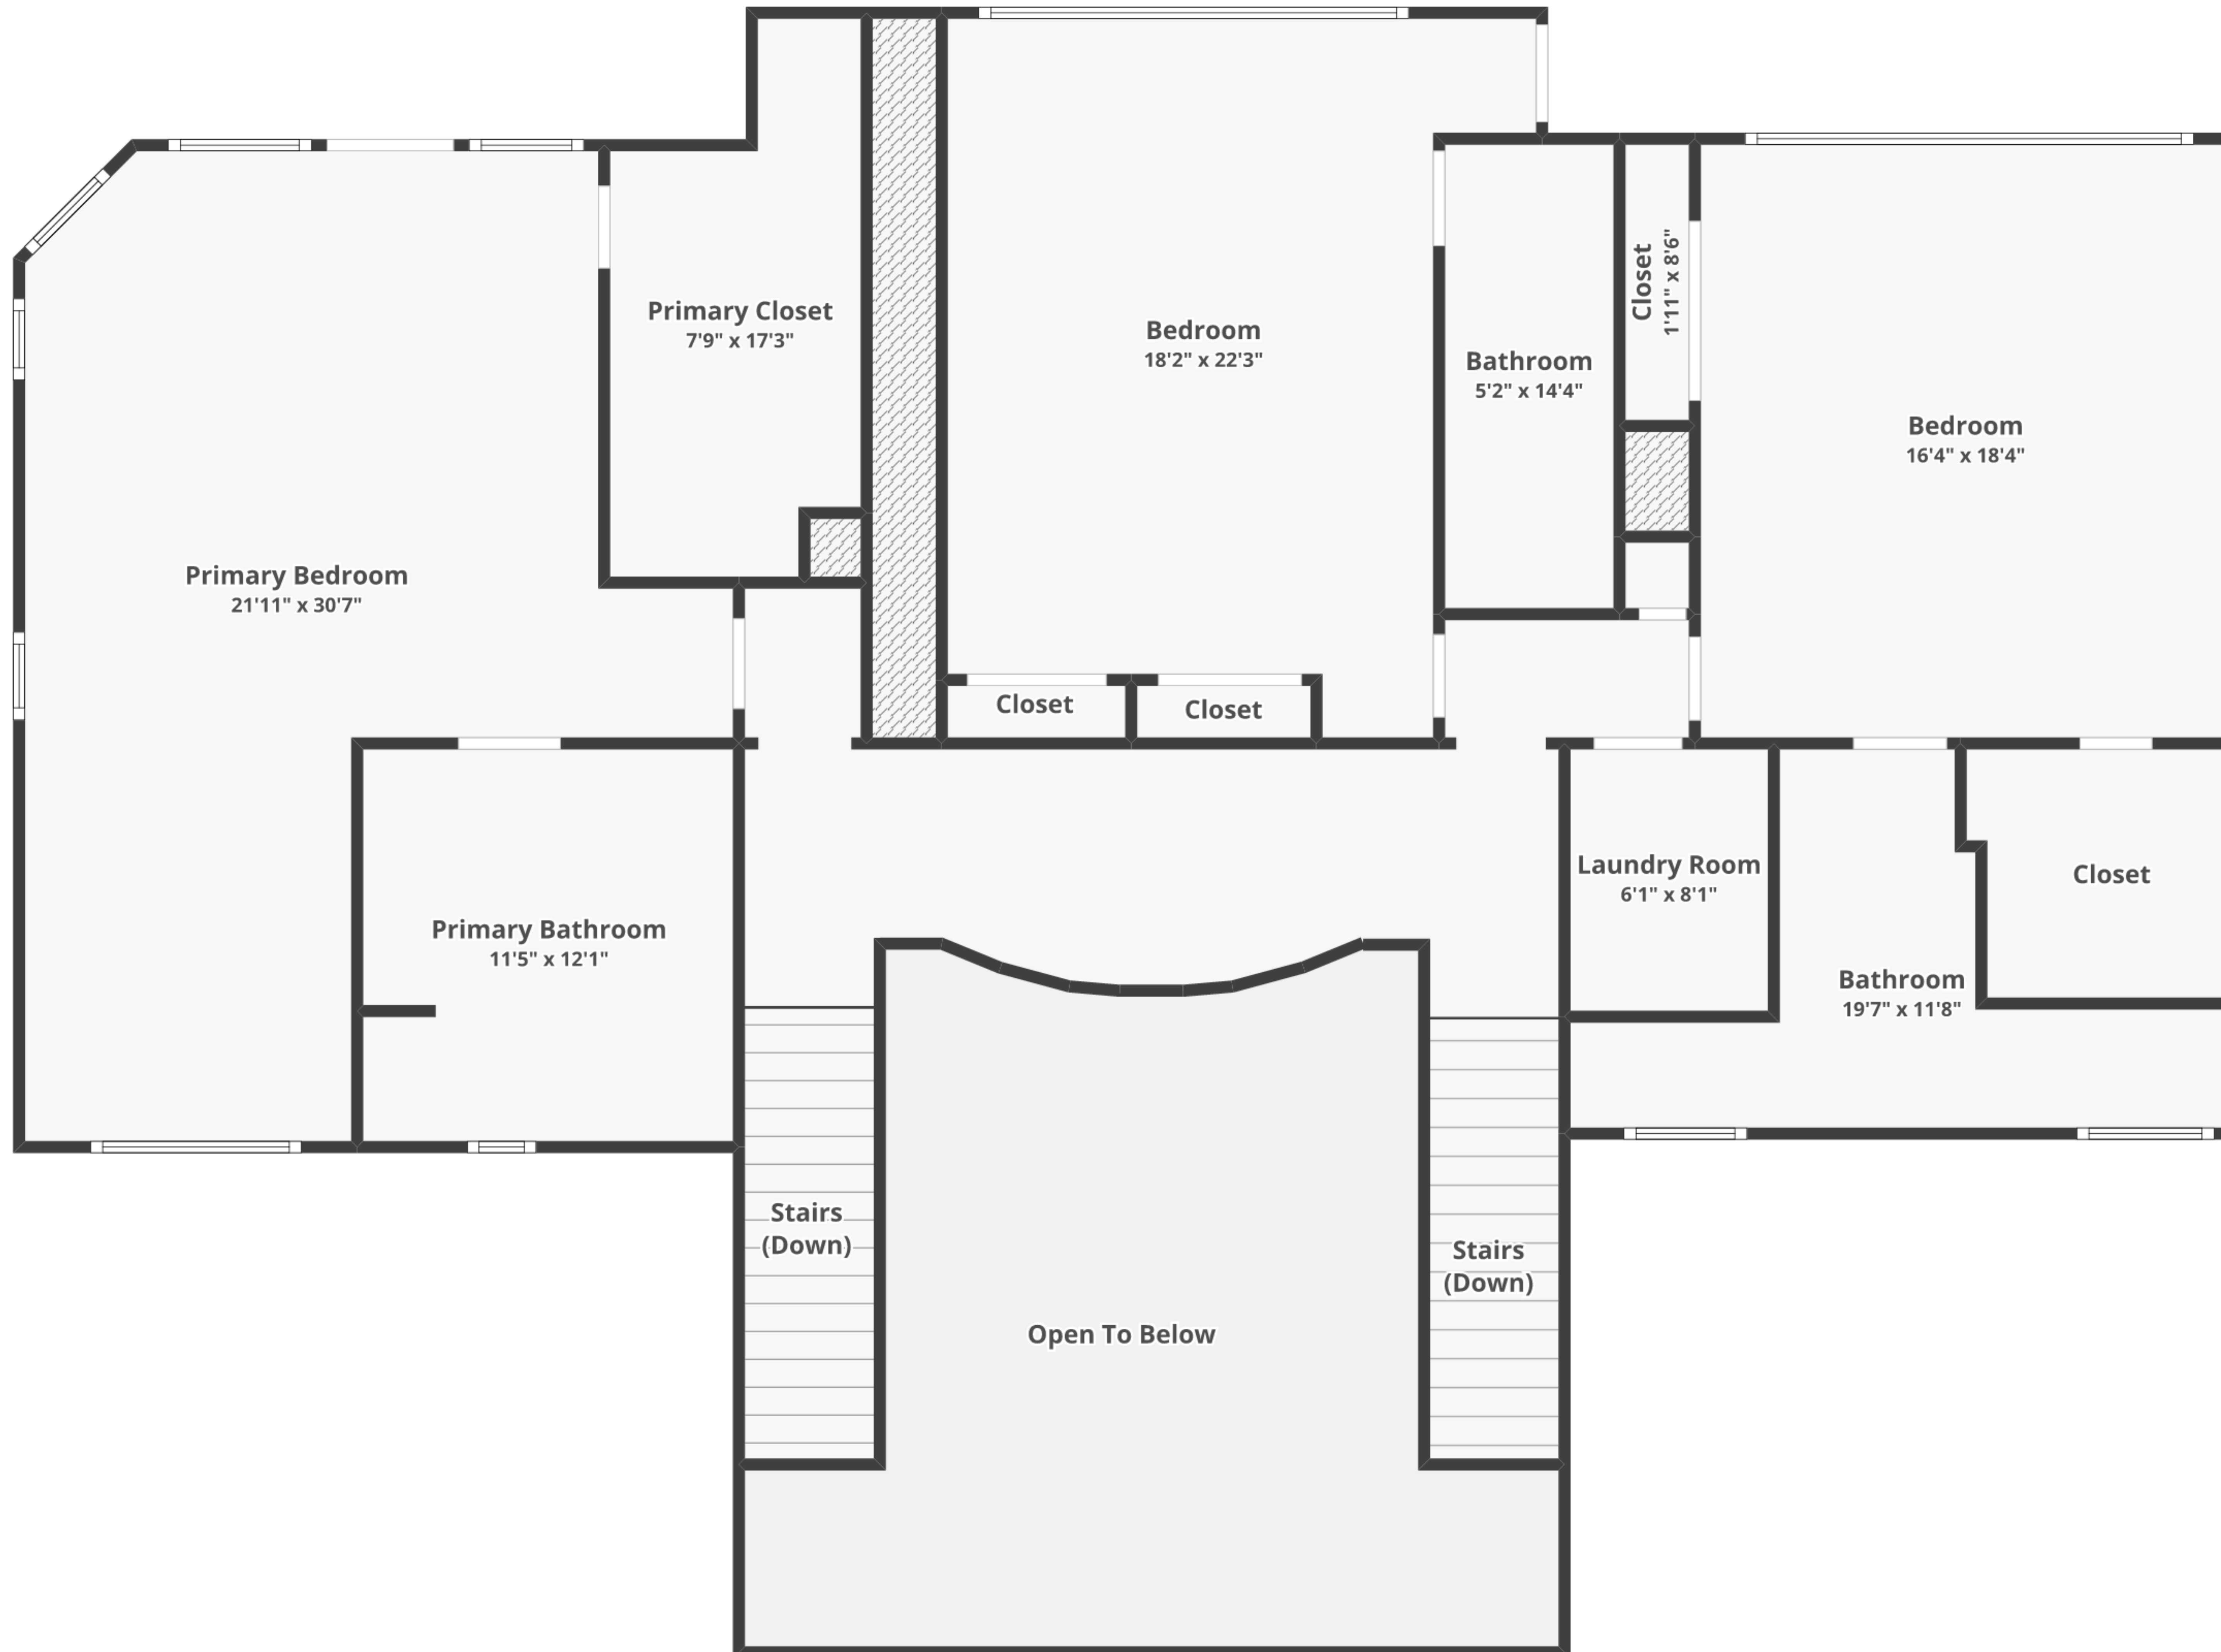 Primary Closet
7'9" x 17'3"
Bedroom
18'2" x 22'3"
Bathroom
5'2" x 14'4"
Closet
1'11" x 8'6"
Bedroom
16'4" x 18'4"
Primary Bedroom
21'11" x 30'7"
Closet
Closet
Primary Bathroom
11'5" x 12'1"
Laundry Room
6'1" x 8'1"
Bathroom
19'7" x 11'8"
Closet
Stairs
(Down)
Stairs
(Down)
Open To Below